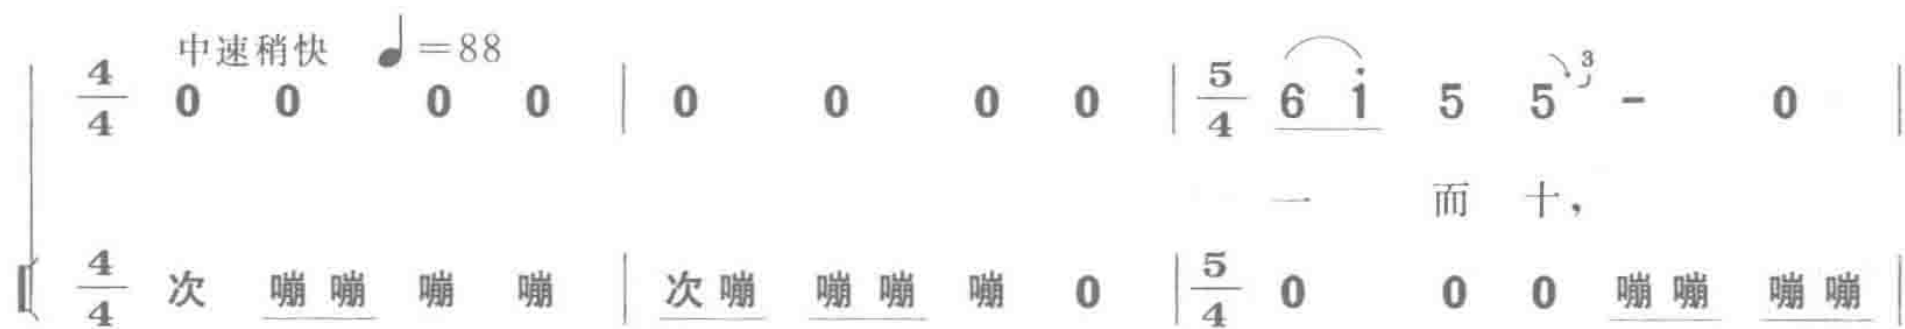 中速稍快 ♩=88
4/4 0 0 0 0 | 0 0 0 0 | 5/4 6 i 5 5 3 - 0 |
一 而 十，
4/4 次 嘣 嘣 嘣 嘣 | 次 嘣 嘣 嘣 嘣 0 | 5/4 0 0 0 嘣 嘣 嘣 嘣 |